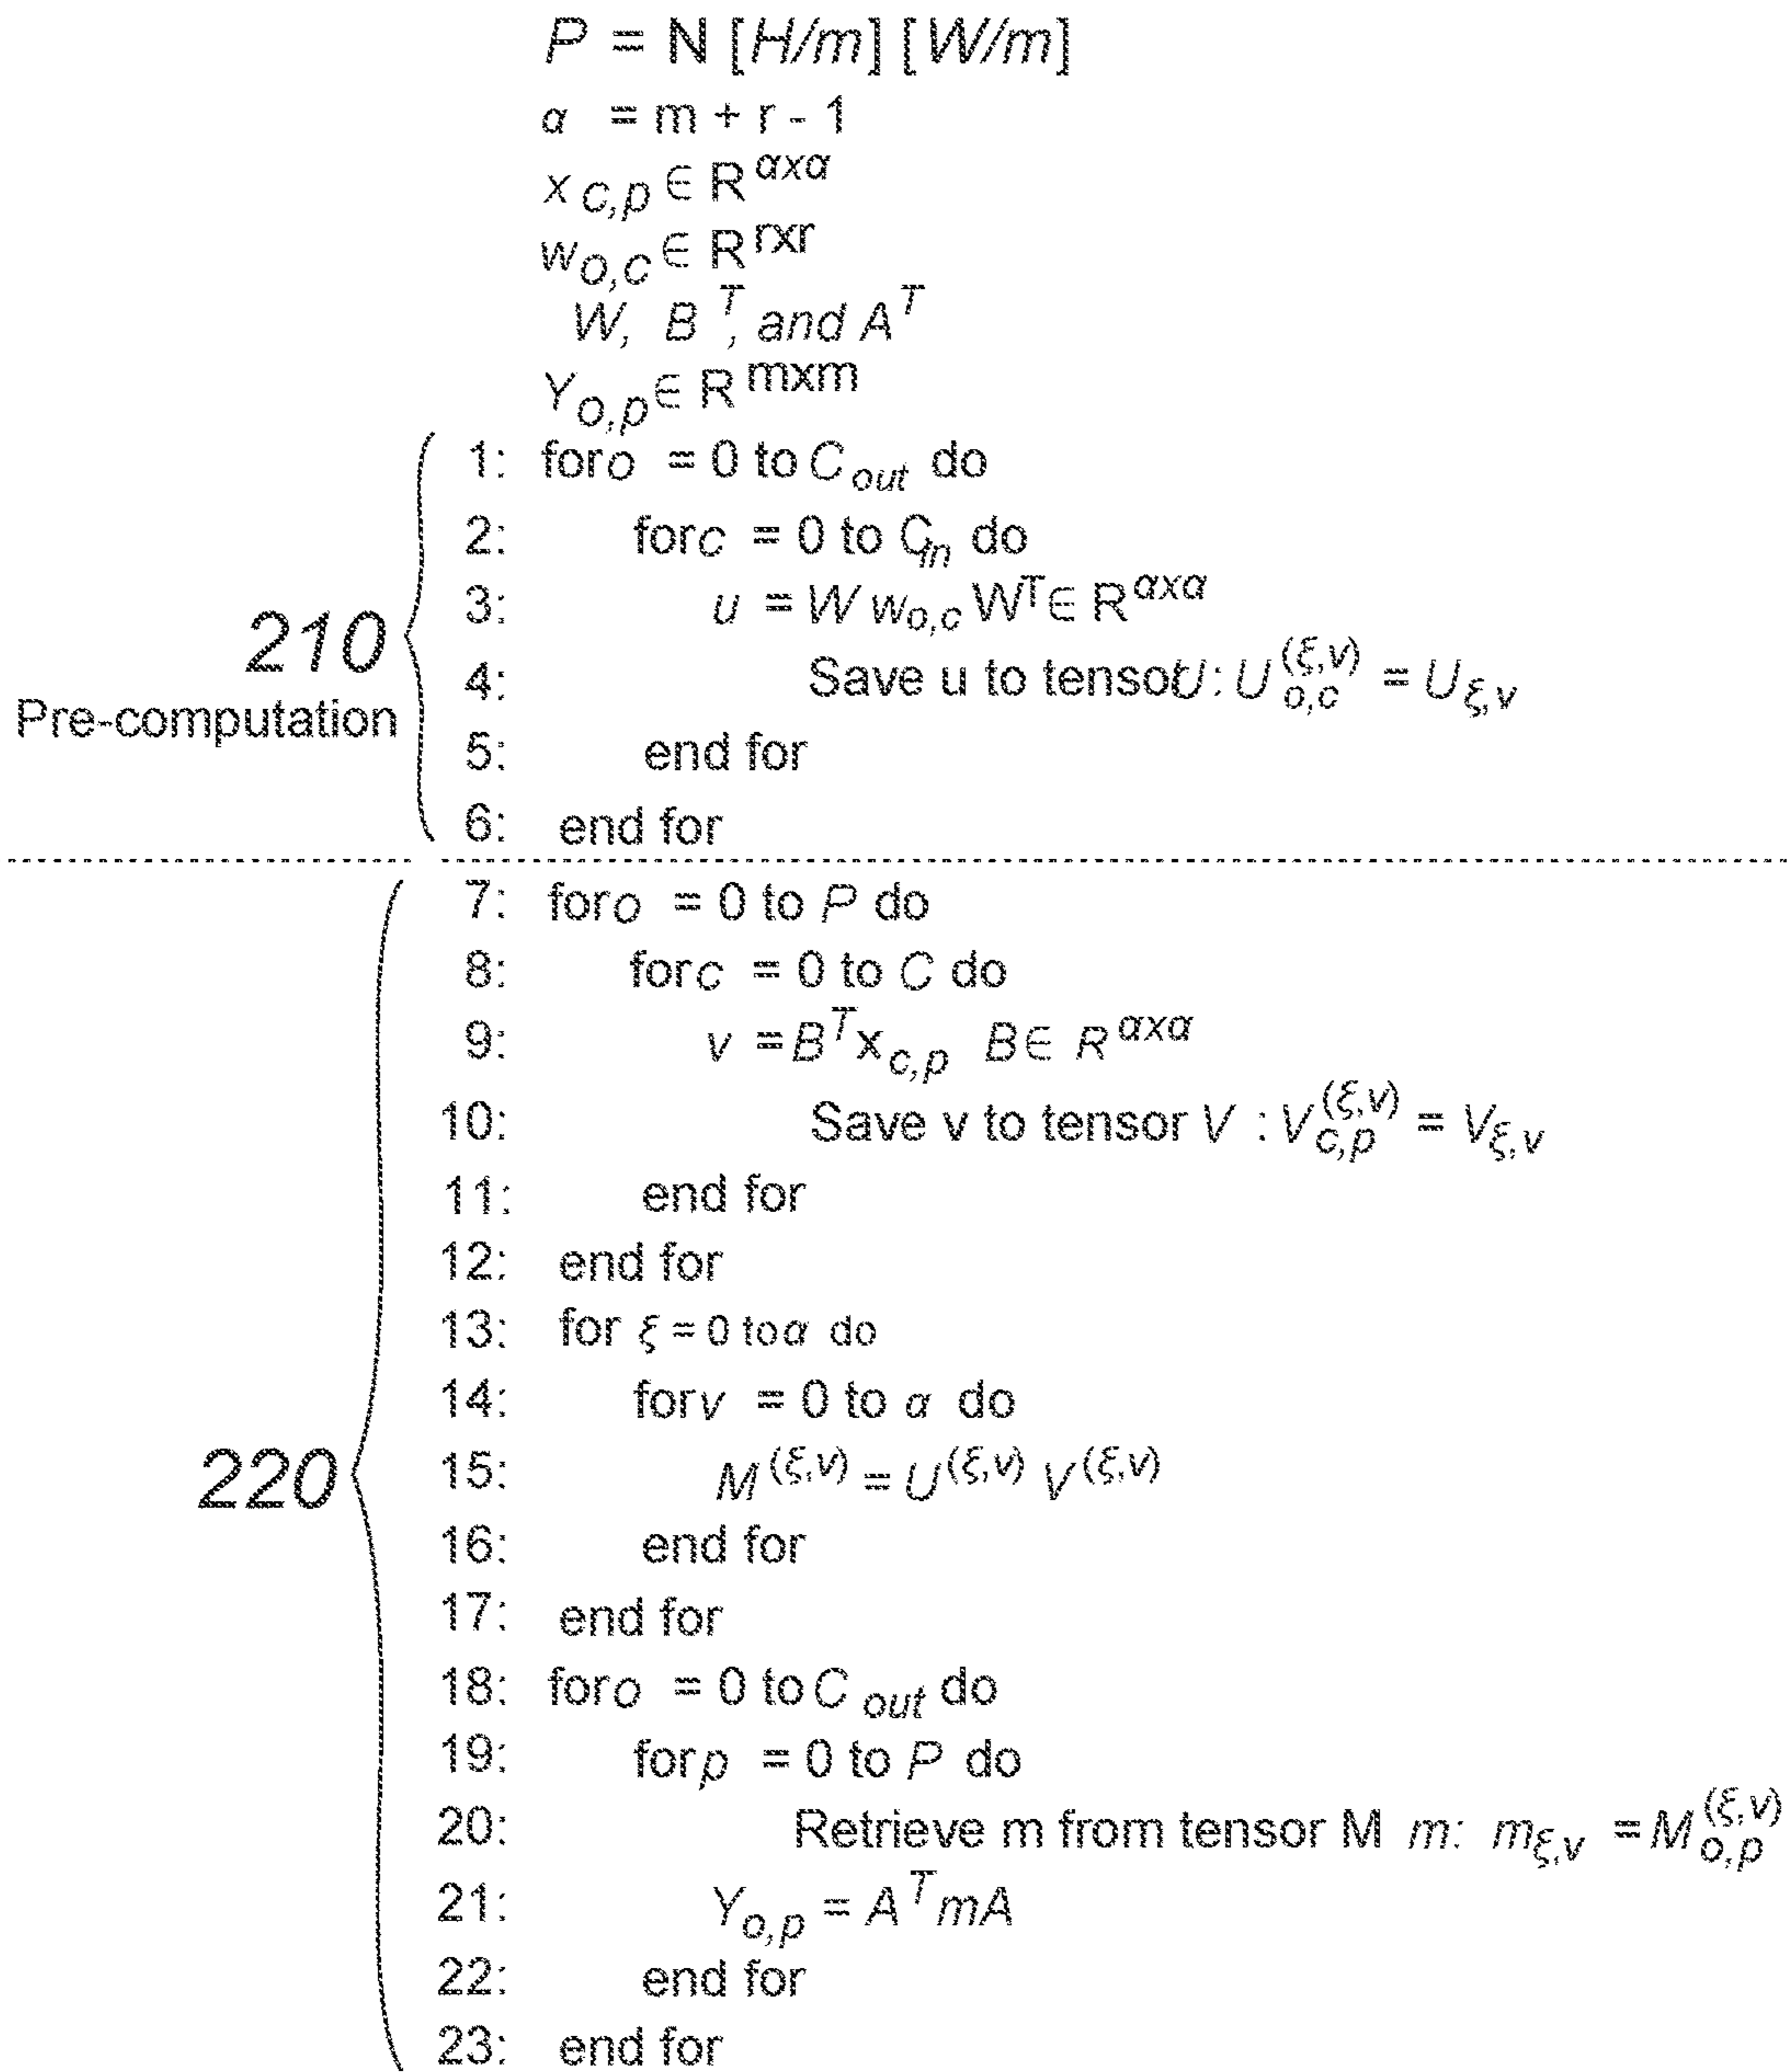 P = N [H/m] [W/m]
α = m + r - 1
x c,p ∈ R αxα
w o,c ∈ R rxr
W, B T, and A T
Y o,p ∈ R mxm
1: for o = 0 to C out do
2: for c = 0 to C in do
3: u = W w o,c W T ∈ R αxα
4: Save u to tensor U: U o,c (ξ,ν) = U ξ,ν
210
Pre-computation
5: end for
6: end for
7: for o = 0 to P do
8: for c = 0 to C do
9: v = B T x c,p B ∈ R αxα
10: Save v to tensor V : V c,p (ξ,ν) = V ξ,ν
11: end for
12: end for
13: for ξ = 0 to α do
14: for ν = 0 to α do
220
15: M (ξ,ν) = U (ξ,ν) V (ξ,ν)
16: end for
17: end for
18: for o = 0 to C out do
19: for p = 0 to P do
20: Retrieve m from tensor M m: m ξ,ν = M o,p (ξ,ν)
21: Y o,p = A T mA
22: end for
23: end for